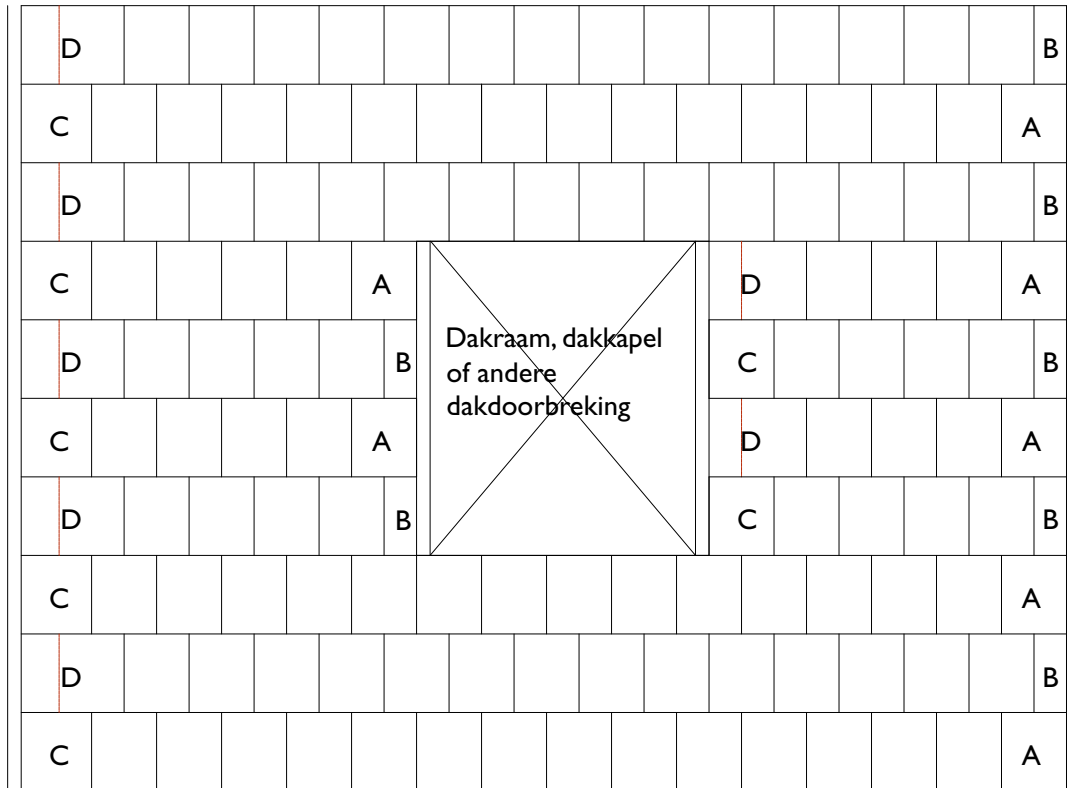 D B
C A
D B
C A D A
Dakraam, dakkapel
of andere
dakdoorbreking
D B C B
C A D A
D B C B
C A
D B
C A